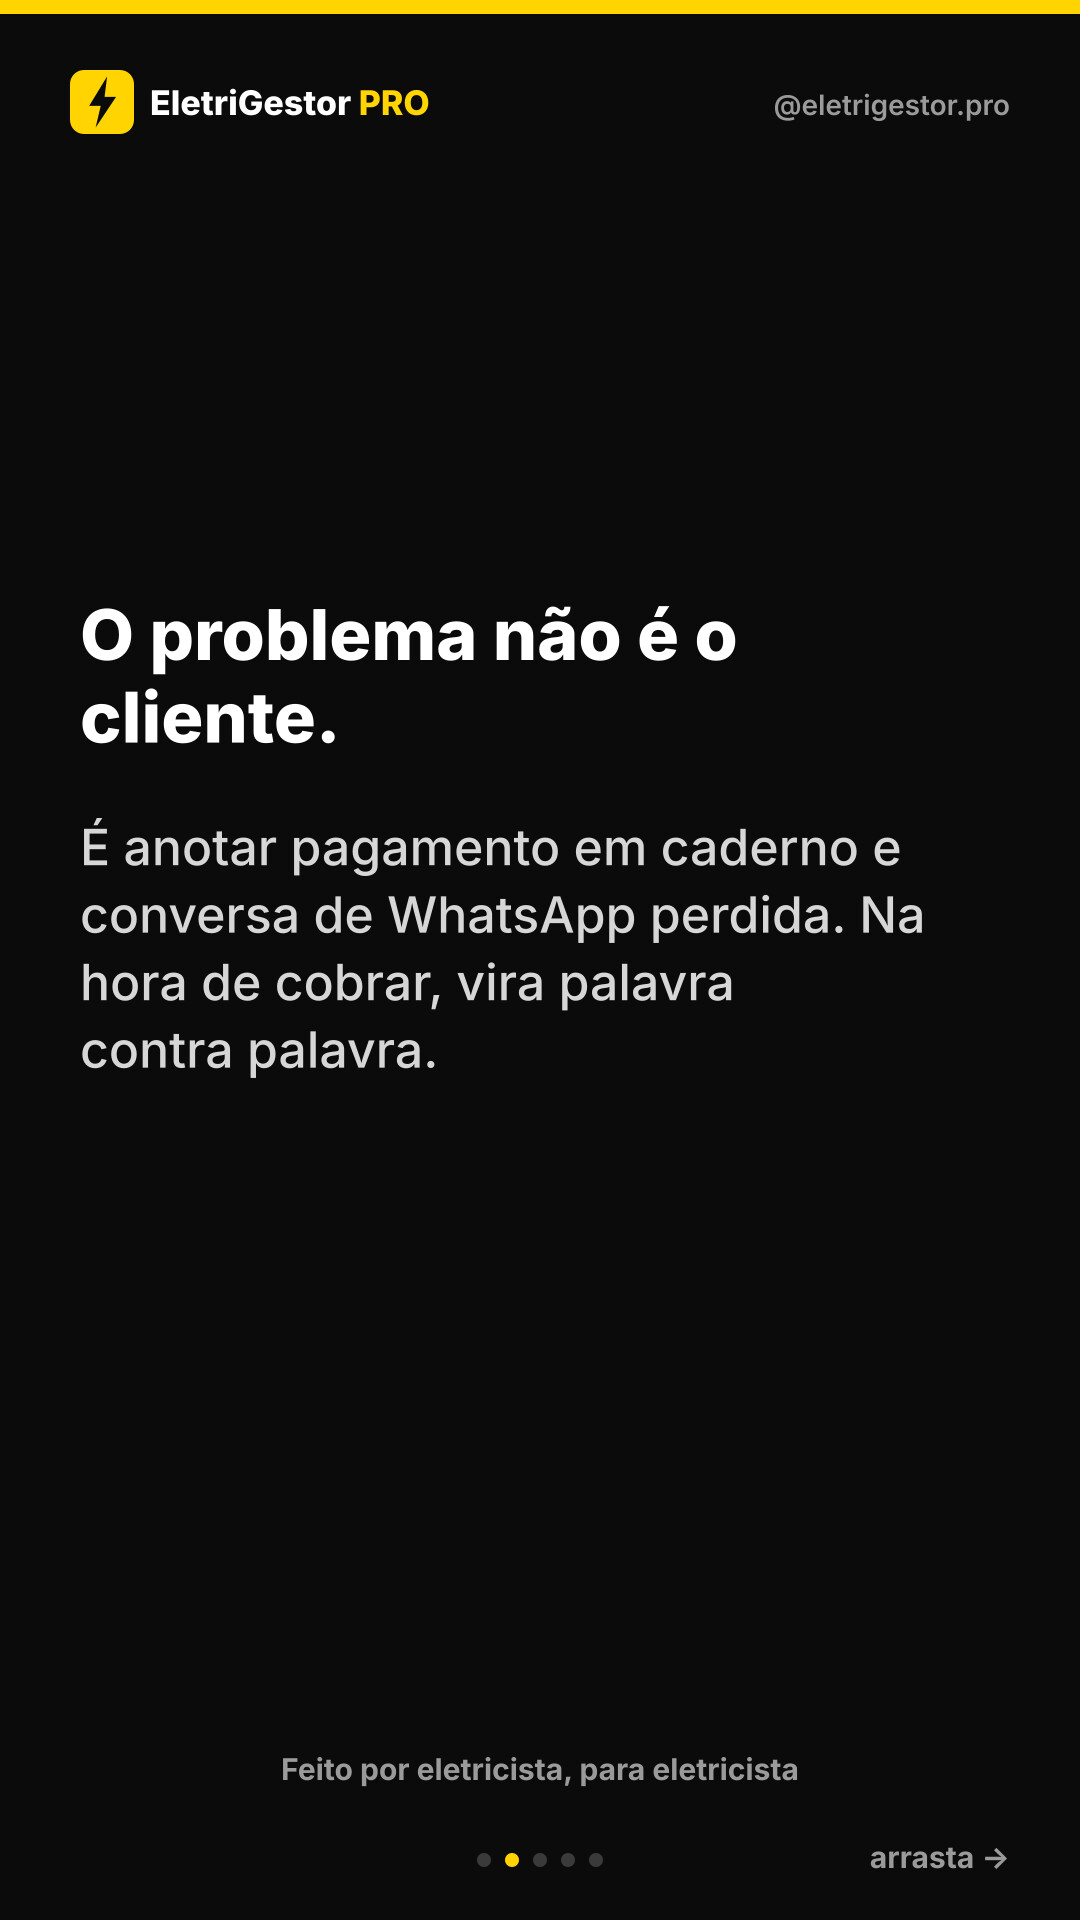 EletriGestor PRO
@eletrigestor.pro
O problema não é o
cliente.
É anotar pagamento em caderno e
conversa de WhatsApp perdida. Na
hora de cobrar, vira palavra
contra palavra.
Feito por eletricista, para eletricista
arrasta →